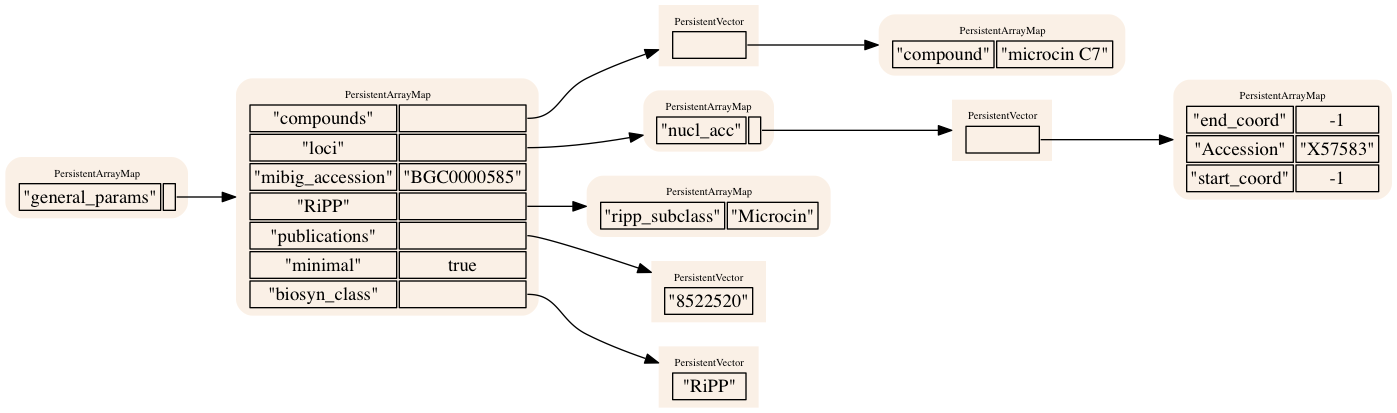 PersistentArrayMap
"general_params"
PersistentArrayMap
"compounds"
"loci"
"mibig_accession" "BGC0000585"
"RiPP"
"publications"
"minimal" true
"biosyn_class"
PersistentVector
PersistentArrayMap
"compound" "microcin C7"
PersistentArrayMap
"nucl_acc"
PersistentVector
PersistentArrayMap
"end_coord" -1
"Accession" "X57583"
"start_coord" -1
PersistentArrayMap
"ripp_subclass" "Microcin"
PersistentVector
"8522520"
PersistentVector
"RiPP"